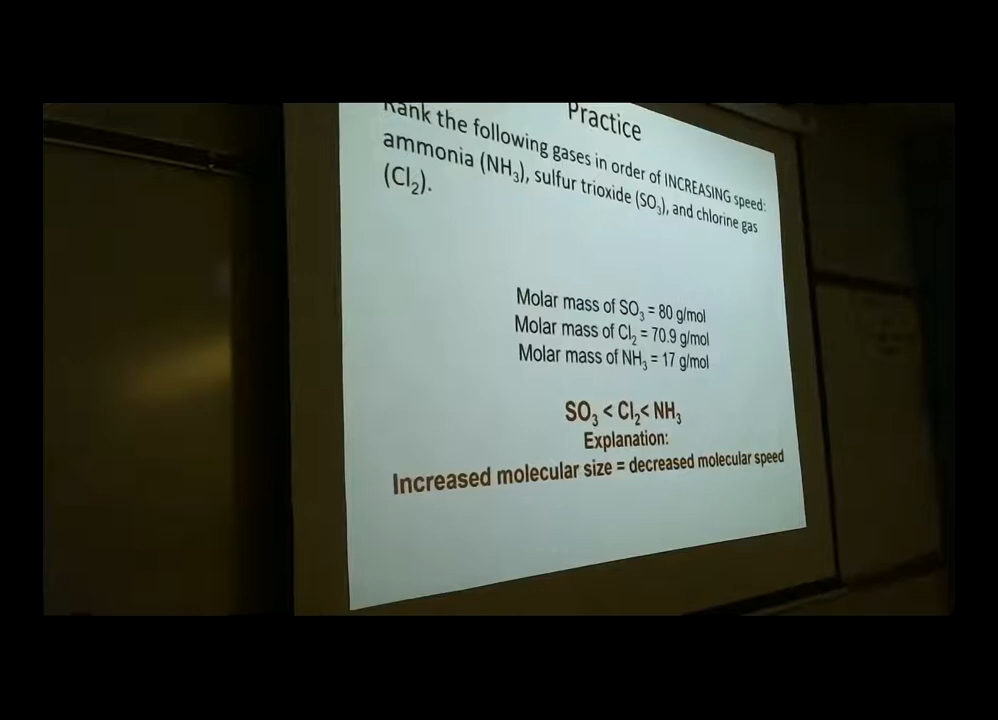 Practice
Rank the following gases in order of INCREASING speed:
ammonia (NH₃), sulfur trioxide (SO₃), and chlorine gas
(Cl₂).
Molar mass of SO₃ = 80 g/mol
Molar mass of Cl₂ = 70.9 g/mol
Molar mass of NH₃ = 17 g/mol
SO₃ < Cl₂< NH₃
Explanation:
Increased molecular size = decreased molecular speed